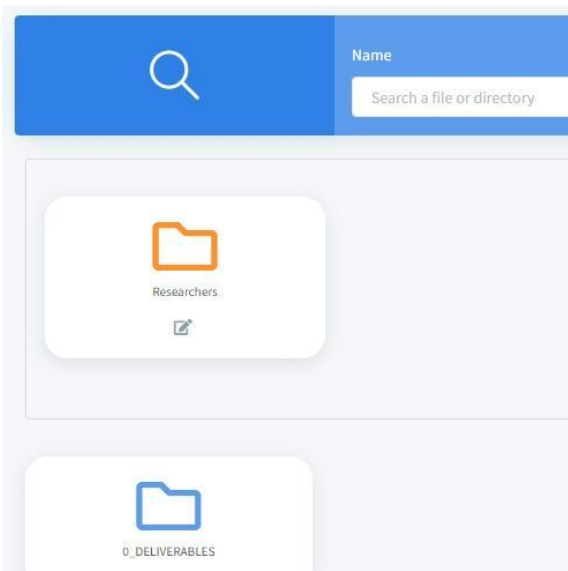 Name
Search a file or directory
Researchers
0_DELIVERABLES